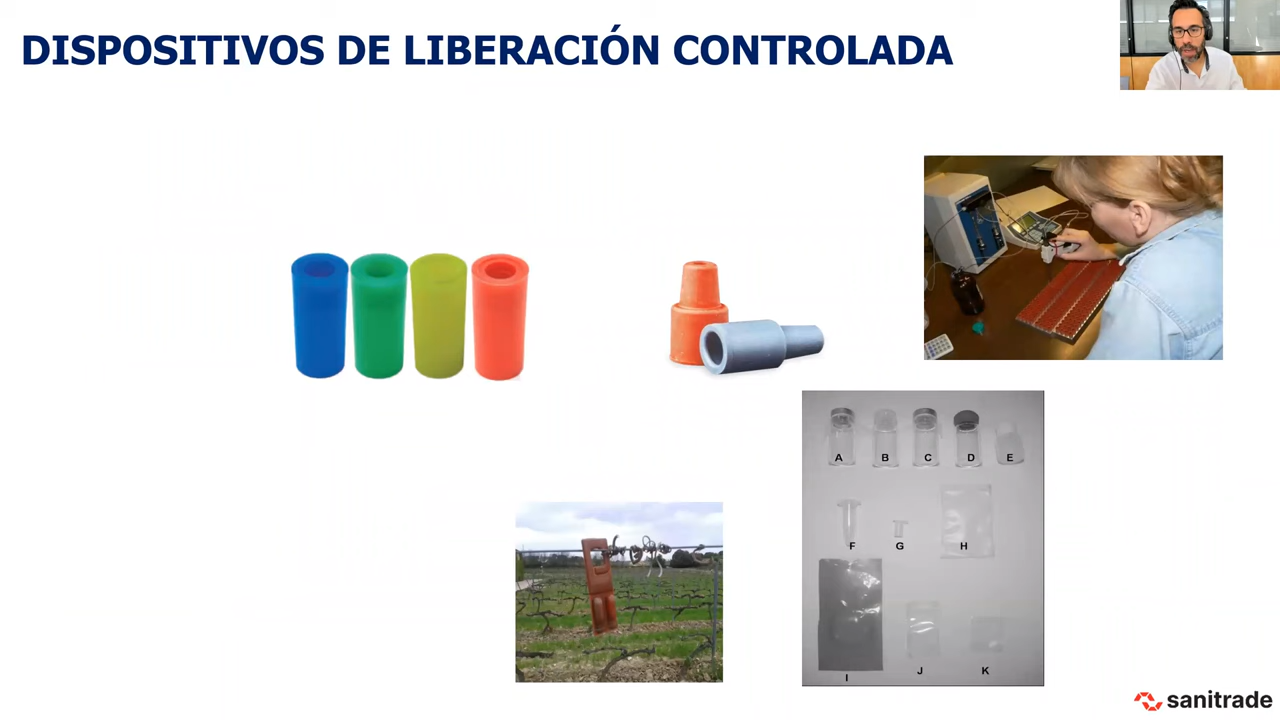 DISPOSITIVOS DE LIBERACIÓN CONTROLADA
A B C D E
F G H
I J K
sanitrade